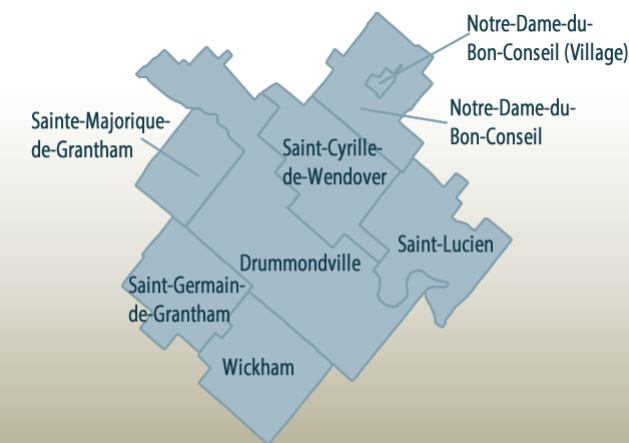 Notre-Dame-du-
Bon-Conseil (Village)
Notre-Dame-du-
Bon-Conseil
Sainte-Majorique-
de-Grantham
Saint-Cyrille-
de-Wendover
Saint-Lucien
Drummondville
Saint-Germain-
de-Grantham
Wickham